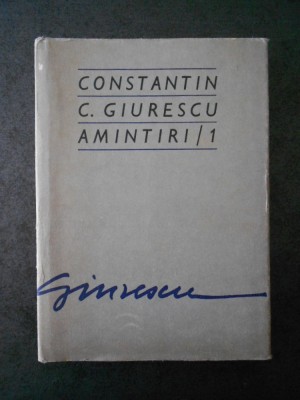 CONSTANTIN
C. GIURESCU
AMINTIRI/1
Giurescu